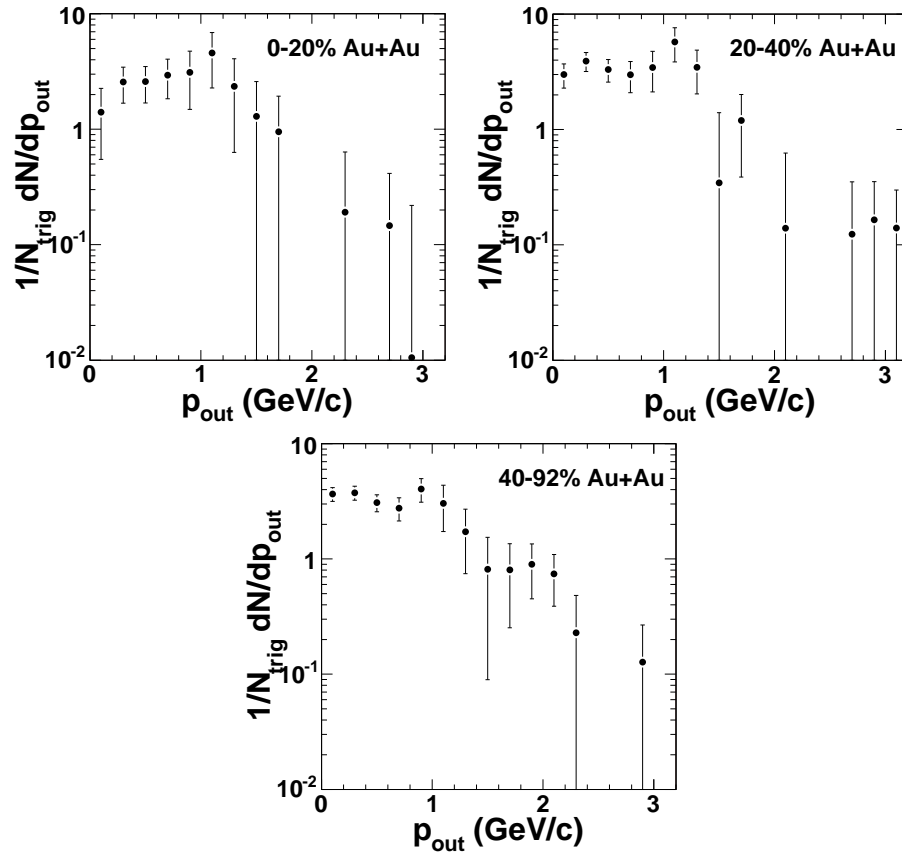 0-20% Au+Au
10
1
10^-1
10^-2
1/N_trig dN/dp_out
0 1 2 3
p_out (GeV/c)
20-40% Au+Au
10
1
10^-1
10^-2
1/N_trig dN/dp_out
0 1 2 3
p_out (GeV/c)
40-92% Au+Au
10
1
10^-1
10^-2
1/N_trig dN/dp_out
0 1 2 3
p_out (GeV/c)